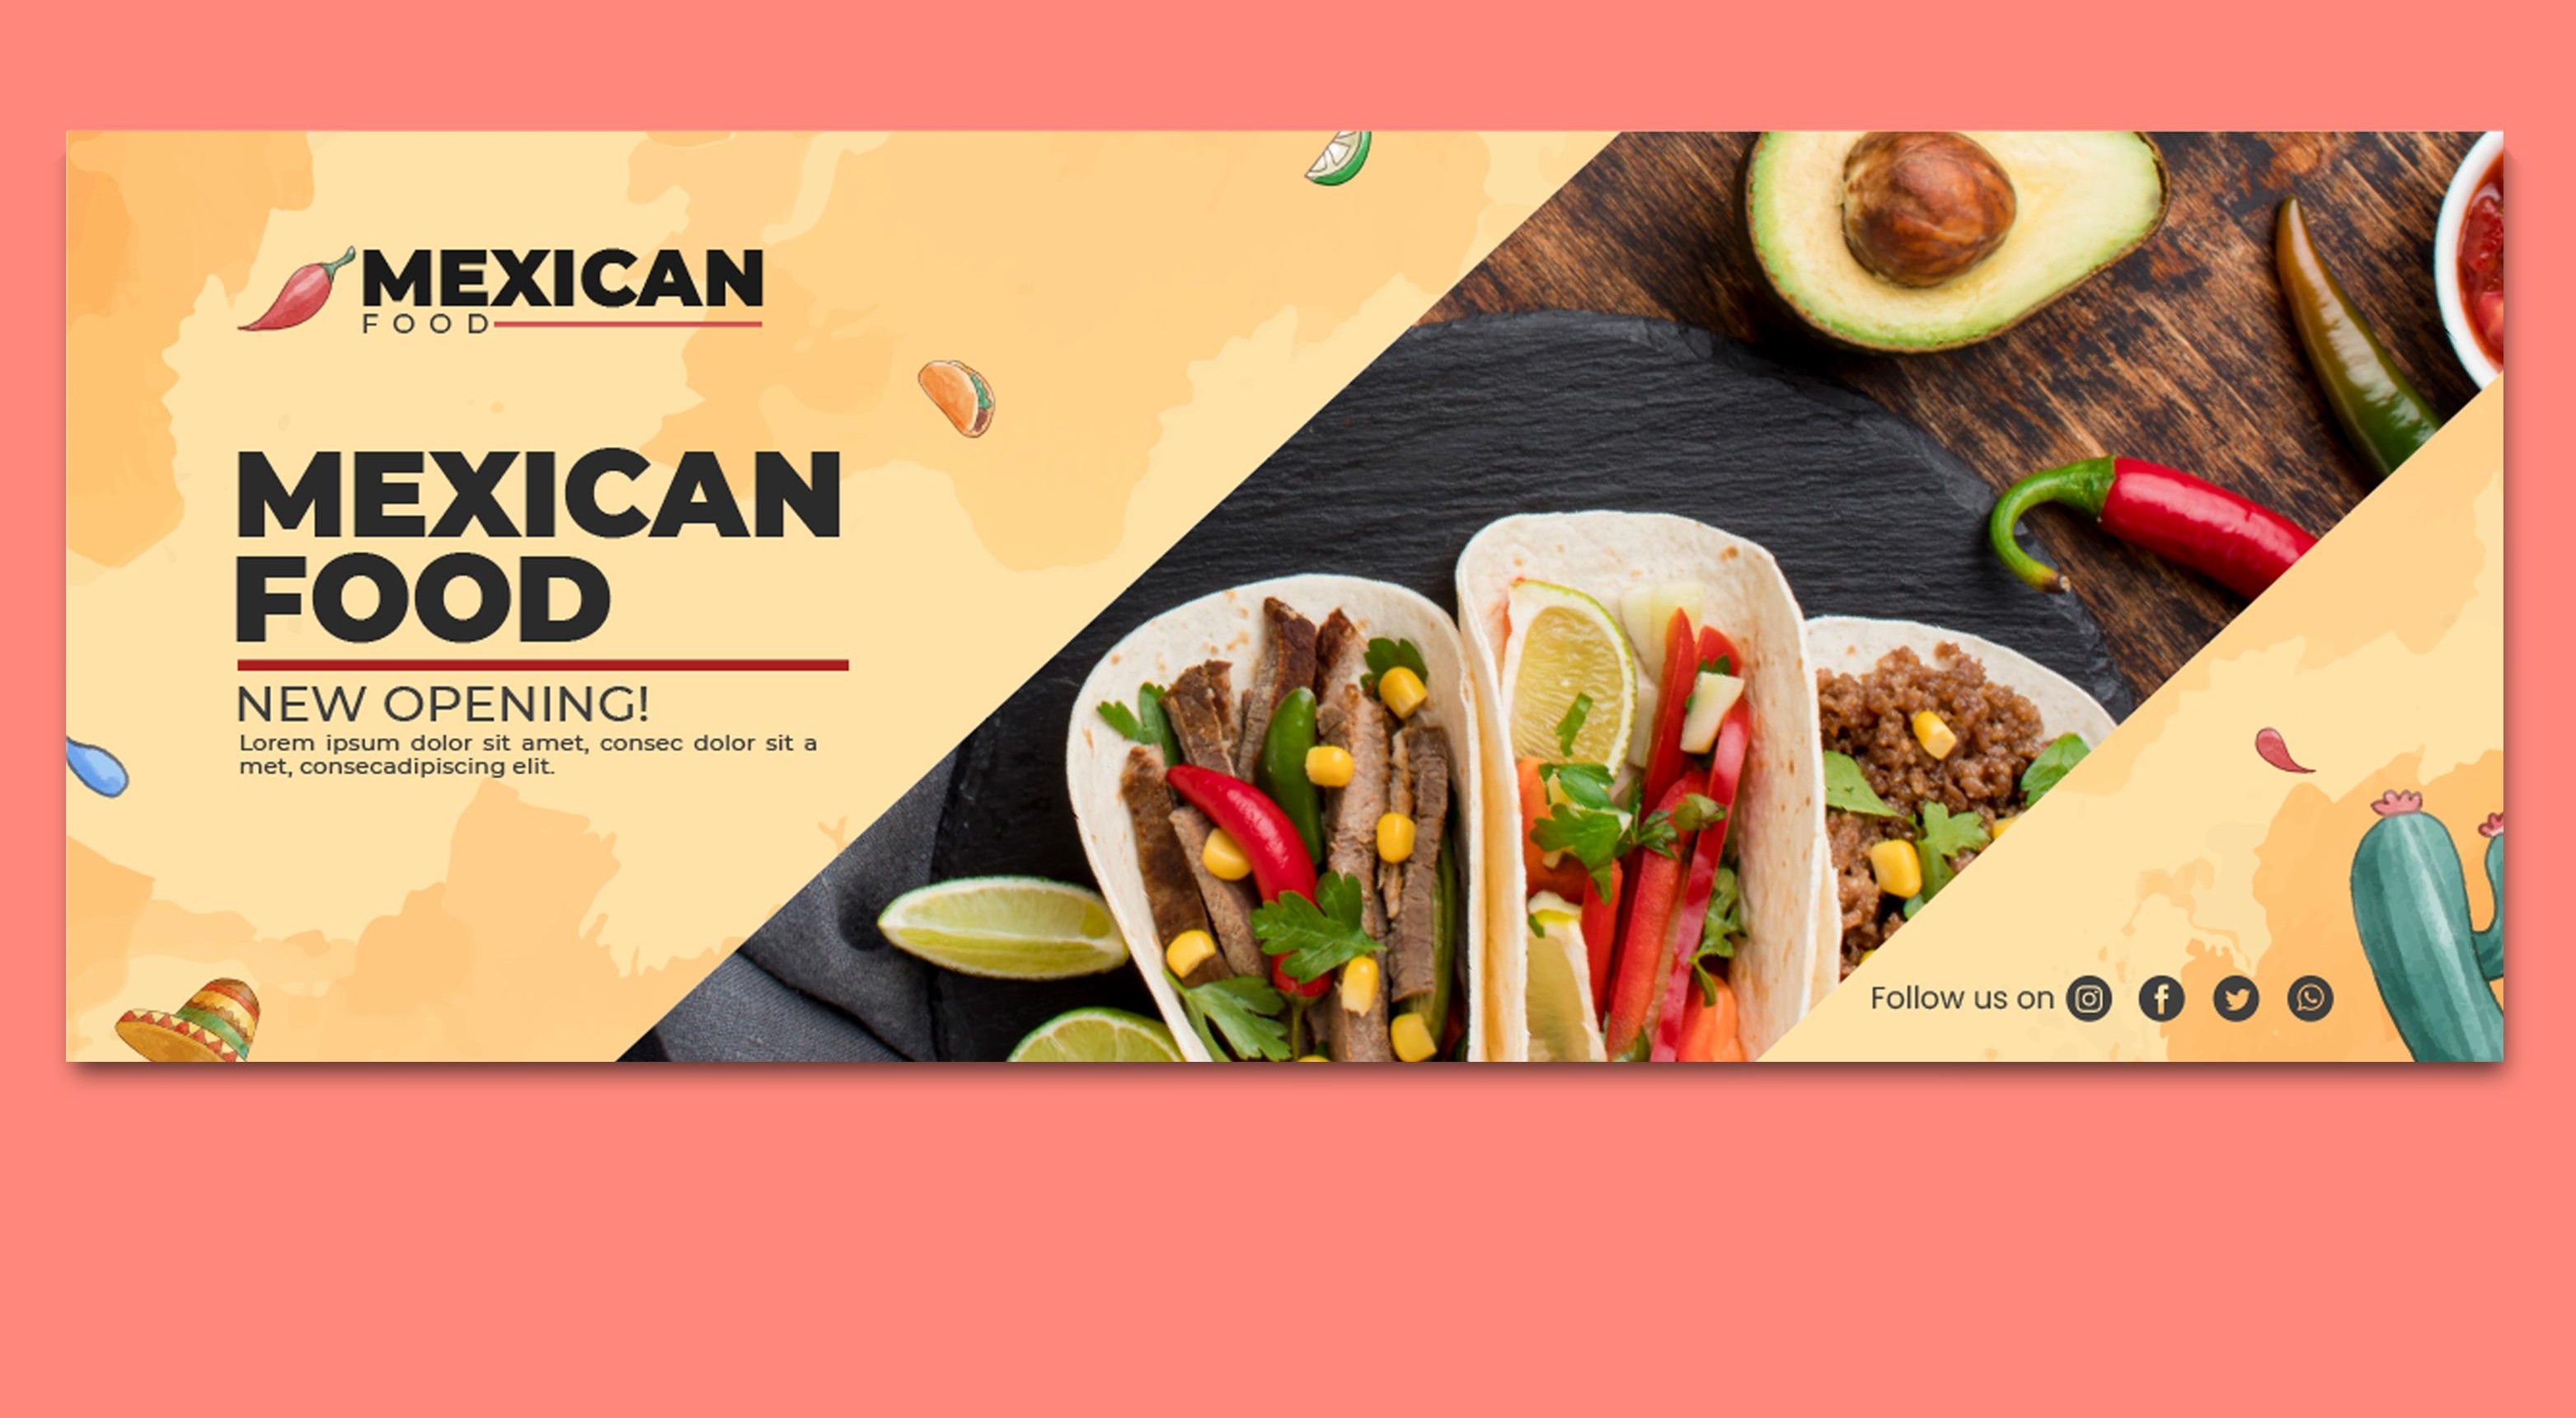 MEXICAN
FOOD
MEXICAN
FOOD
NEW OPENING!
Lorem ipsum dolor sit amet, consec dolor sit a
met, consecadipiscing elit.
Follow us on